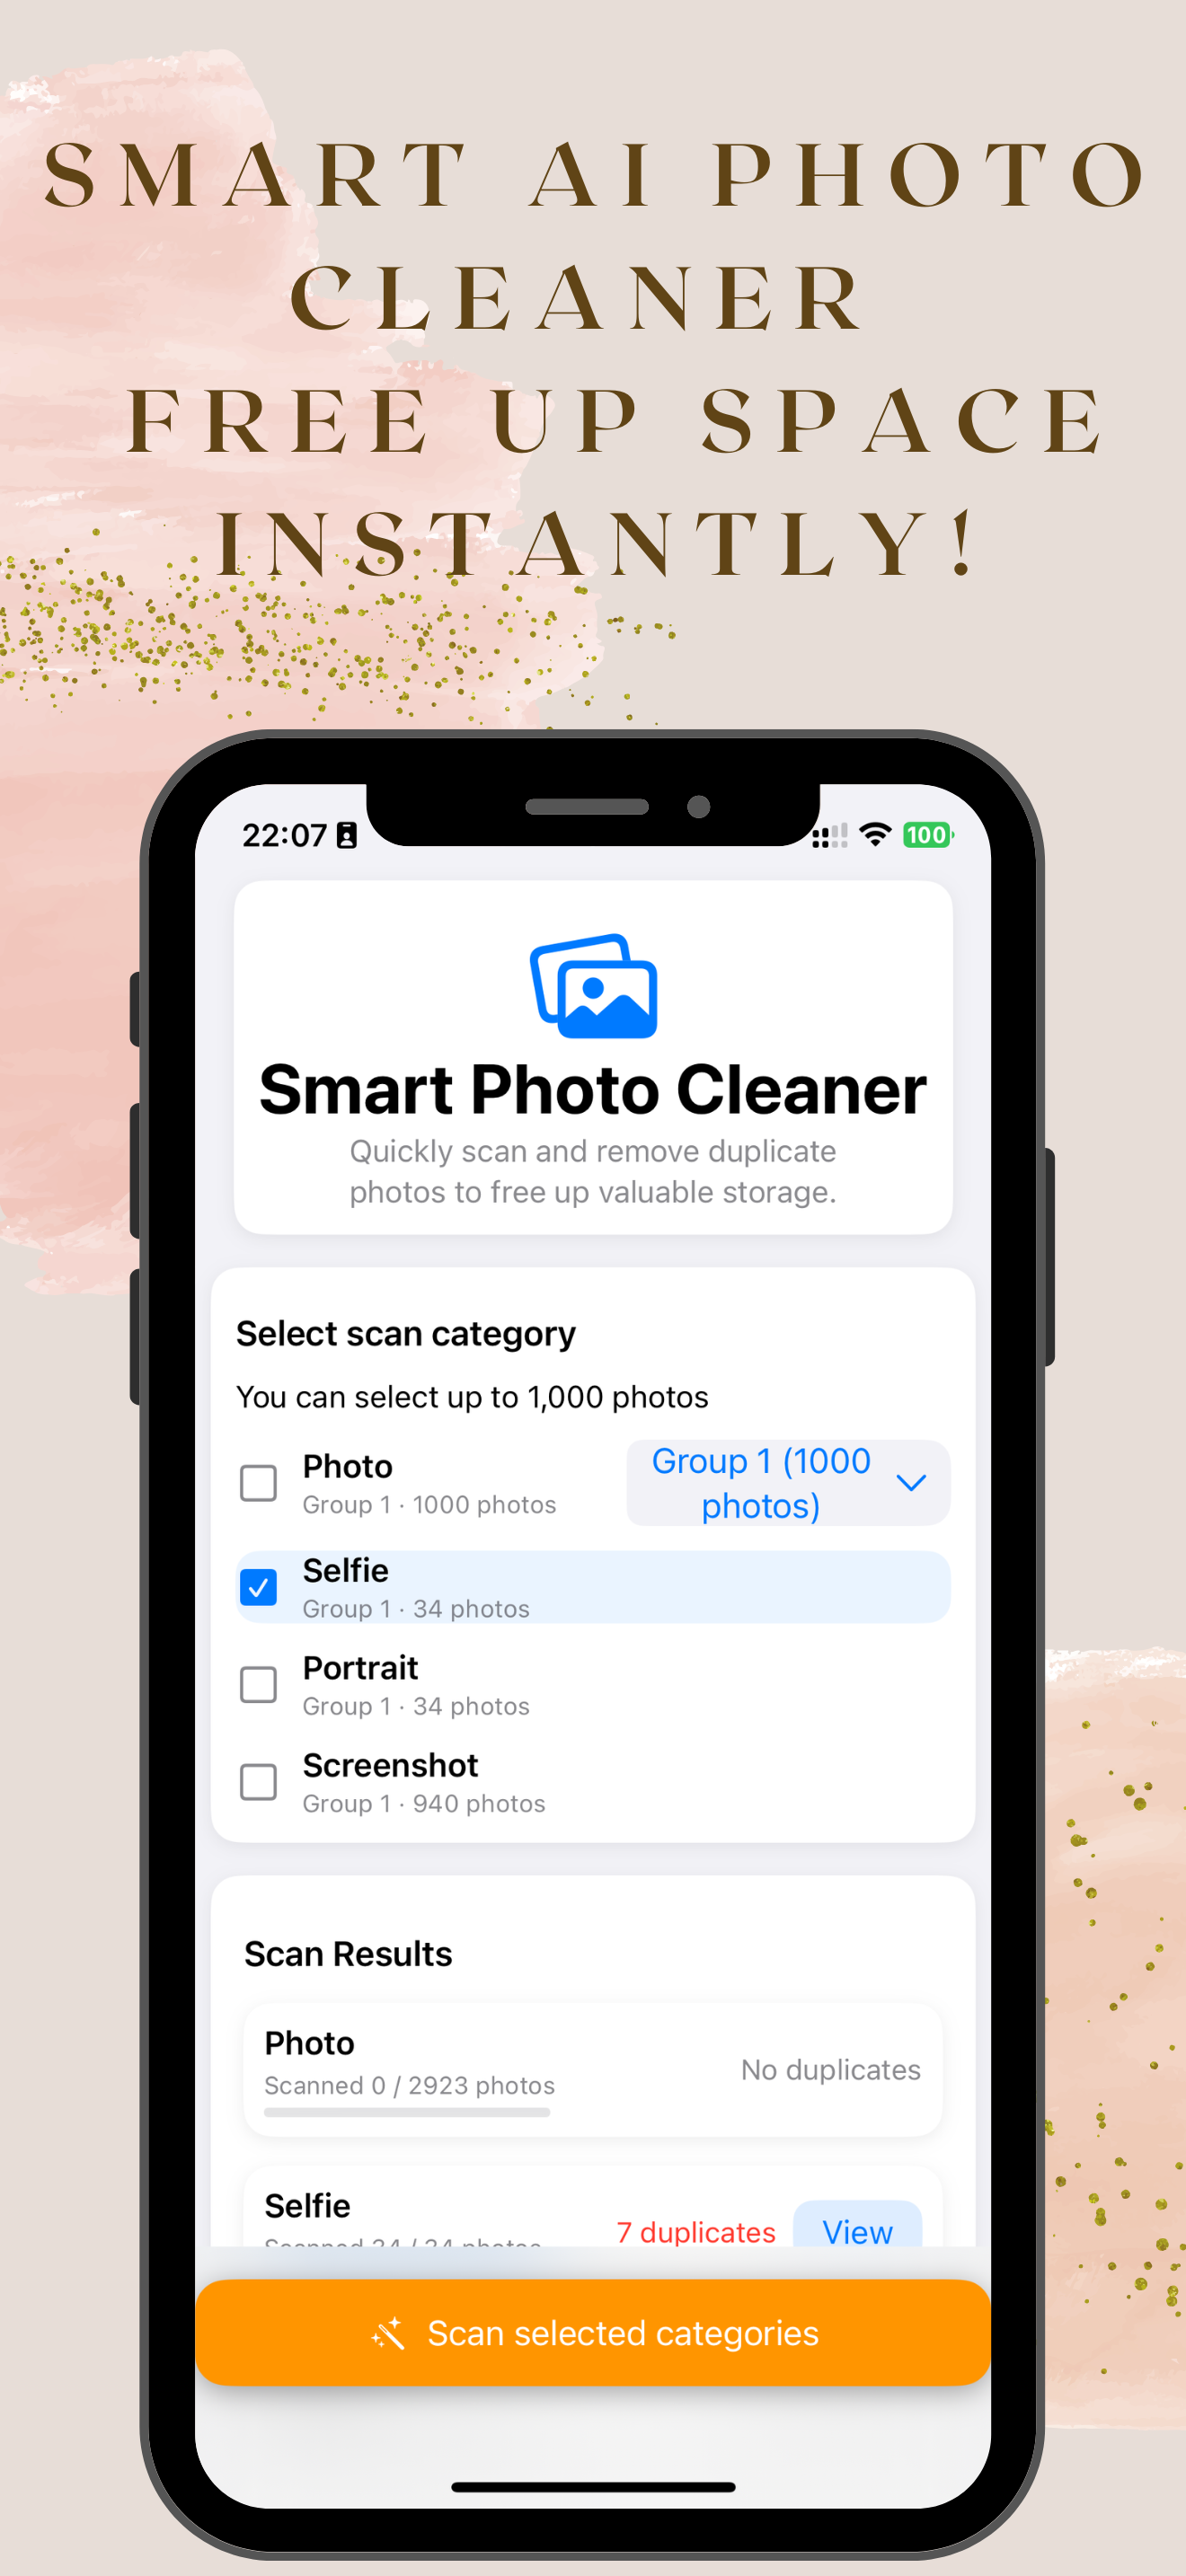 SMART AI PHOTO
CLEANER
FREE UP SPACE
INSTANTLY!
22:07
100
Smart Photo Cleaner
Quickly scan and remove duplicate
photos to free up valuable storage.
Select scan category
You can select up to 1,000 photos
Photo
Group 1 · 1000 photos
Group 1 (1000
photos)
Selfie
Group 1 · 34 photos
Portrait
Group 1 · 34 photos
Screenshot
Group 1 · 940 photos
Scan Results
Photo
Scanned 0 / 2923 photos
No duplicates
Selfie
Scanned 34 / 34 photos
7 duplicates
View
Scan selected categories